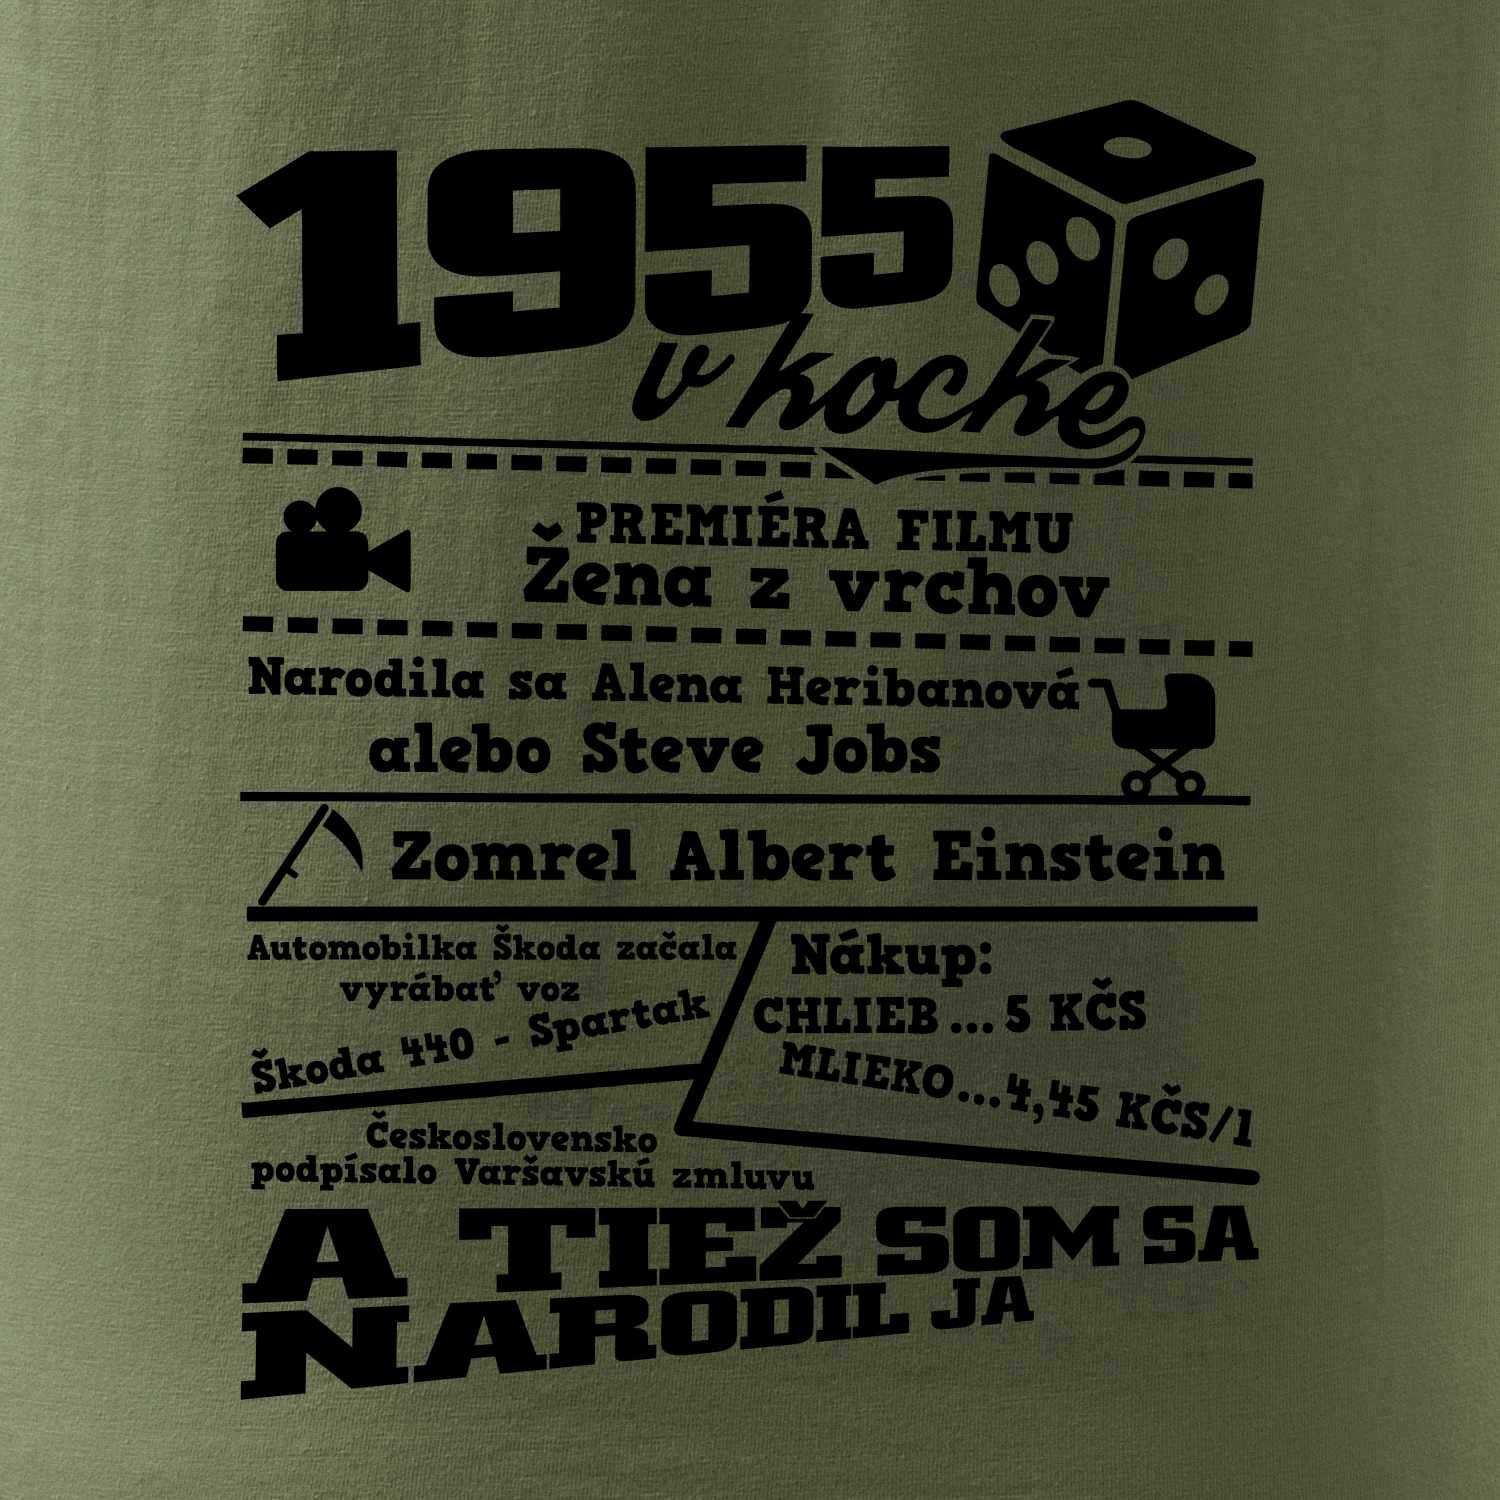 1955
v kocke
PREMIÉRA FILMU
Žena z vrchov
Narodila sa Alena Heribanová
alebo Steve Jobs
Zomrel Albert Einstein
Automobilka Škoda začala
vyrábať voz
Škoda 440 - Spartak
Nákup:
CHLIEB ... 5 KČS
MLIEKO...4,45 KČS/l
Československo
podpísalo Varšavskú zmluvu
A TIEŽ SOM SA
NARODIL JA